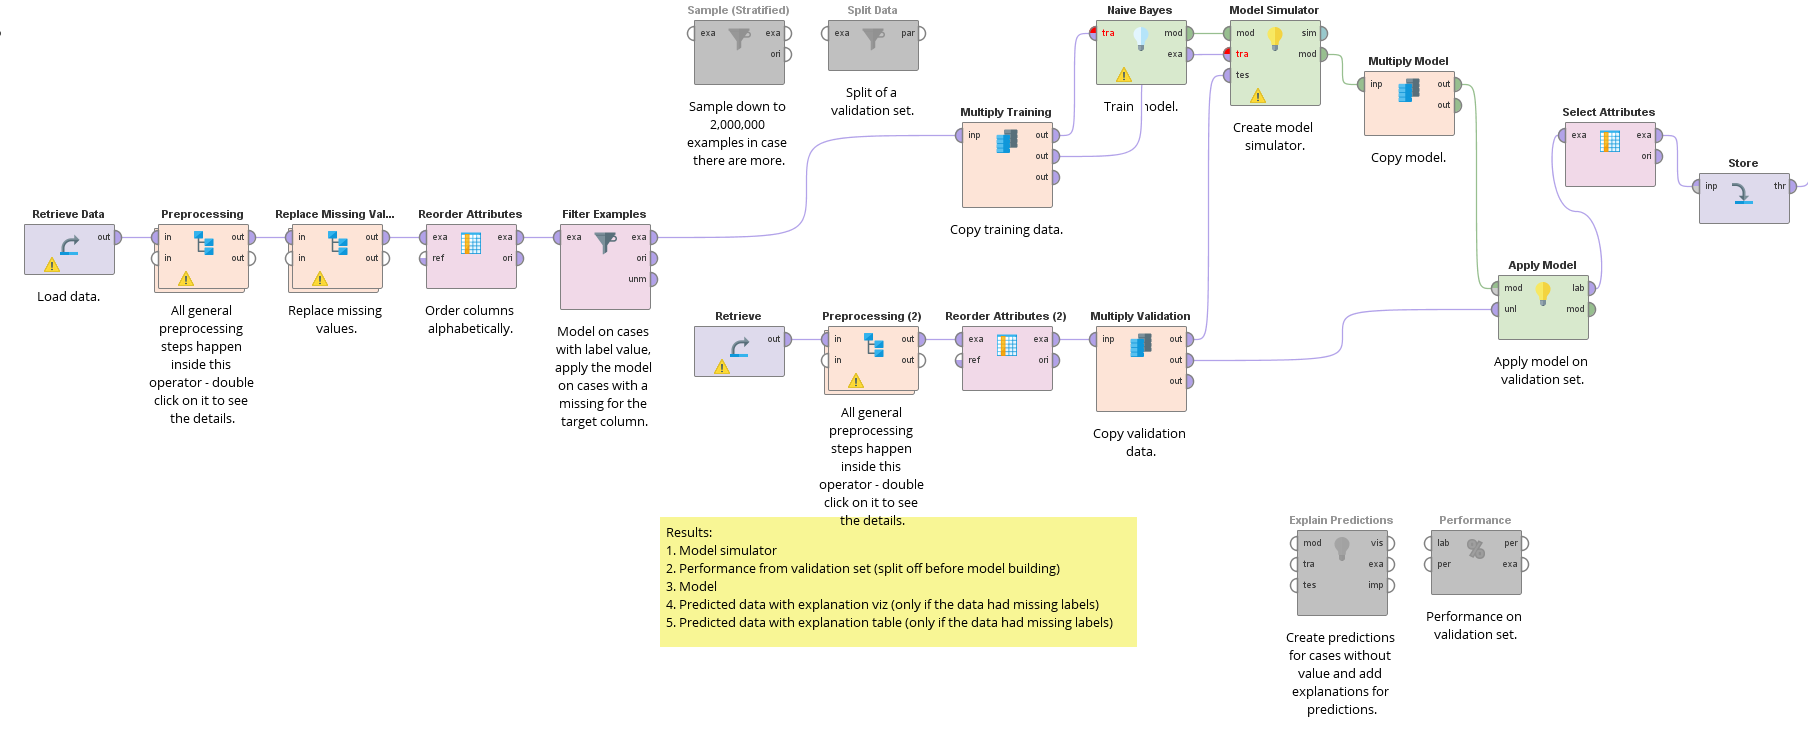 Sample (Stratified)
exa
exa
ori
Sample down to
2,000,000
examples in case
there are more.
Split Data
exa
par
Split of a
validation set.
Naive Bayes
tra
mod
exa
Train
model.
Model Simulator
mod
sim
tra
mod
tes
Create model
simulator.
Multiply Model
inp
out
out
Copy model.
Multiply Training
inp
out
out
out
Copy training data.
Select Attributes
exa
exa
ori
Store
inp
thr
Retrieve Data
out
Load data.
Preprocessing
in
out
in
out
All general
preprocessing
steps happen
inside this
operator - double
click on it to see
the details.
Replace Missing Val...
in
out
in
out
Replace missing
values.
Reorder Attributes
exa
exa
ref
ori
Order columns
alphabetically.
Filter Examples
exa
exa
ori
unm
Model on cases
with label value,
apply the model
on cases with a
missing for the
target column.
Retrieve
out
Preprocessing (2)
in
out
in
out
All general
preprocessing
steps happen
inside this
operator - double
click on it to see
the details.
Reorder Attributes (2)
exa
exa
ref
ori
Multiply Validation
inp
out
out
out
Copy validation
data.
Apply Model
mod
lab
unl
mod
Apply model on
validation set.
Results:
1. Model simulator
2. Performance from validation set (split off before model building)
3. Model
4. Predicted data with explanation viz (only if the data had missing labels)
5. Predicted data with explanation table (only if the data had missing labels)
Explain Predictions
mod
vis
tra
exa
tes
imp
Create predictions
for cases without
value and add
explanations for
predictions.
Performance
lab
per
per
exa
%
Performance on
validation set.